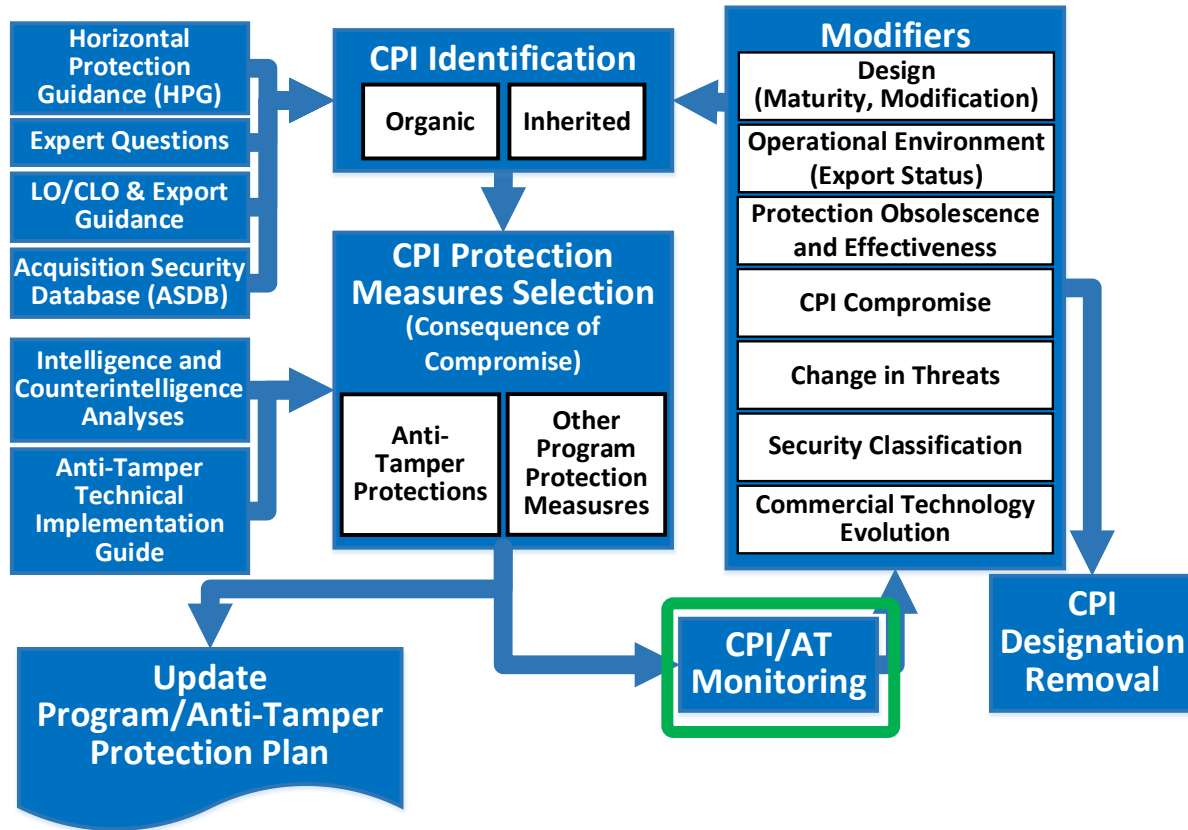 Horizontal
Protection
Guidance (HPG)
Expert Questions
LO/CLO & Export
Guidance
Acquisition Security
Database (ASDB)
Intelligence and
Counterintelligence
Analyses
Anti-Tamper
Technical
Implementation
Guide
CPI Identification
Organic
Inherited
CPI Protection
Measures Selection
(Consequence of
Compromise)
Anti-
Tamper
Protections
Other
Program
Protection
Measusres
Modifiers
Design
(Maturity, Modification)
Operational Environment
(Export Status)
Protection Obsolescence
and Effectiveness
CPI Compromise
Change in Threats
Security Classification
Commercial Technology
Evolution
Update
Program/Anti-Tamper
Protection Plan
CPI/AT
Monitoring
CPI
Designation
Removal